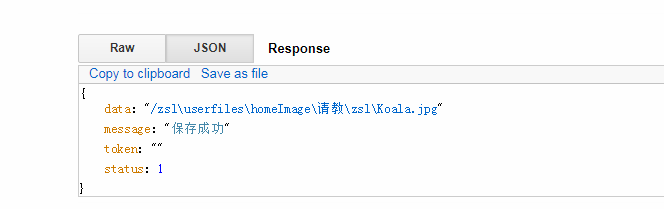 Raw JSON Response
Copy to clipboard Save as file
{
data: "/zsl\userfiles\homeImage\请教\zsl\Koala.jpg"
message: "保存成功"
token: ""
status: 1
}